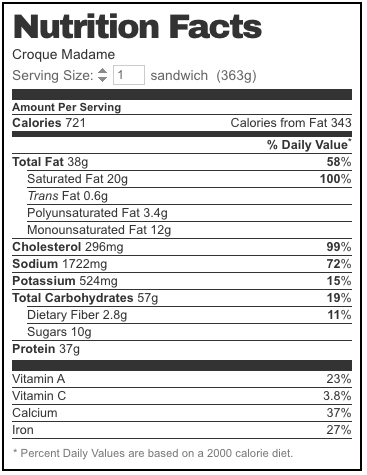 Nutrition Facts
Croque Madame
Serving Size: 1 sandwich (363g)
Amount Per Serving
Calories 721 Calories from Fat 343
% Daily Value*
Total Fat 38g 58%
Saturated Fat 20g 100%
Trans Fat 0.6g
Polyunsaturated Fat 3.4g
Monounsaturated Fat 12g
Cholesterol 296mg 99%
Sodium 1722mg 72%
Potassium 524mg 15%
Total Carbohydrates 57g 19%
Dietary Fiber 2.8g 11%
Sugars 10g
Protein 37g
Vitamin A 23%
Vitamin C 3.8%
Calcium 37%
Iron 27%
* Percent Daily Values are based on a 2000 calorie diet.